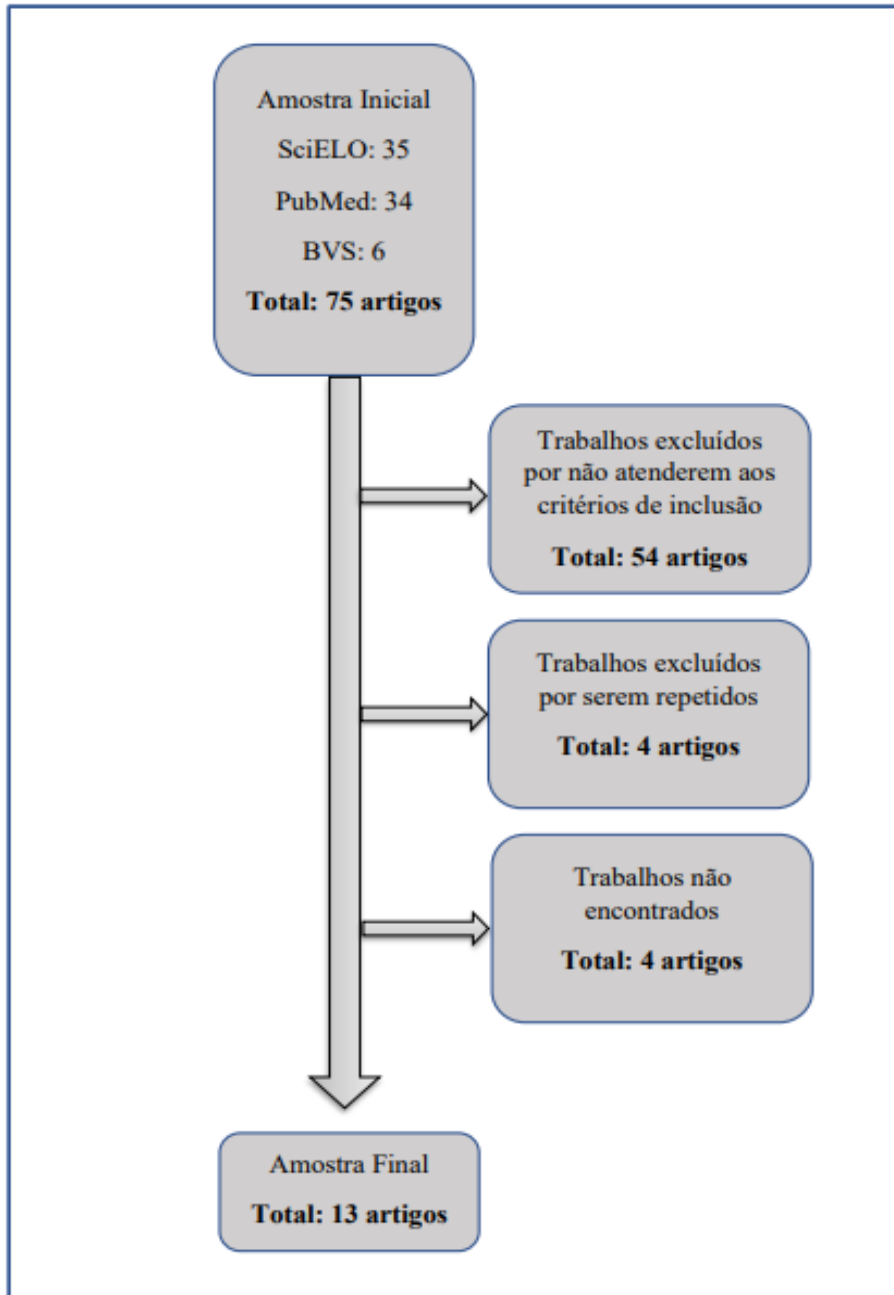 Amostra Inicial
SciELO: 35
PubMed: 34
BVS: 6
Total: 75 artigos
Trabalhos excluídos
por não atenderem aos
critérios de inclusão
Total: 54 artigos
Trabalhos excluídos
por serem repetidos
Total: 4 artigos
Trabalhos não
encontrados
Total: 4 artigos
Amostra Final
Total: 13 artigos